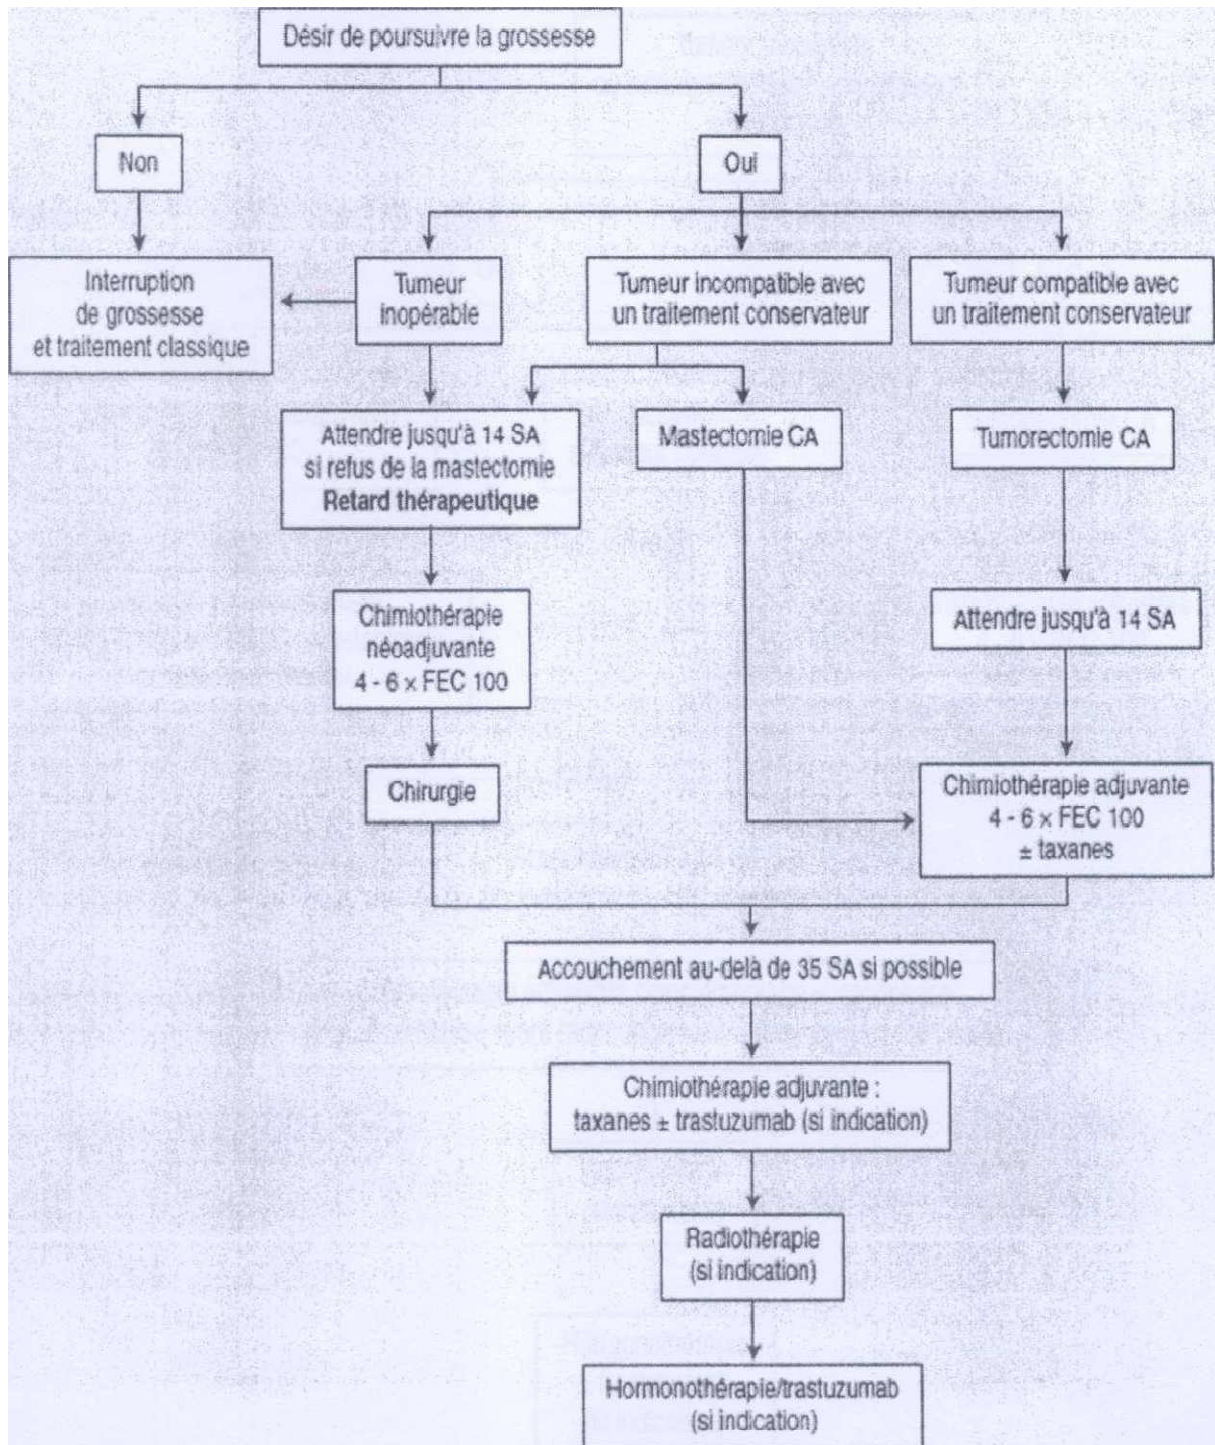 Désir de poursuivre la grossesse
Non
Oui
Interruption
de grossesse
et traitement classique
Tumeur
inopérable
Tumeur incompatible avec
un traitement conservateur
Tumeur compatible avec
un traitement conservateur
Attendre jusqu'à 14 SA
si refus de la mastectomie
Retard thérapeutique
Mastectomie CA
Tumorectomie CA
Chimiothérapie
néoadjuvante
4 - 6 × FEC 100
Attendre jusqu'à 14 SA
Chirurgie
Chimiothérapie adjuvante
4 - 6 × FEC 100
± taxanes
Accouchement au-delà de 35 SA si possible
Chimiothérapie adjuvante :
taxanes ± trastuzumab (si indication)
Radiothérapie
(si indication)
Hormonothérapie/trastuzumab
(si indication)